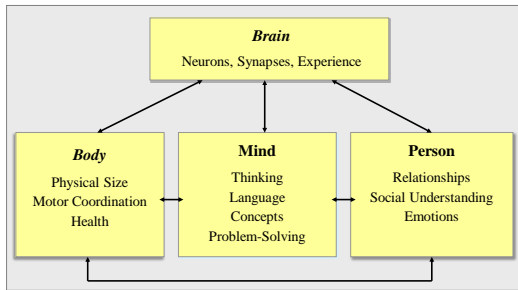 Brain
Neurons, Synapses, Experience
Body
Physical Size
Motor Coordination
Health
Mind
Thinking
Language
Concepts
Problem-Solving
Person
Relationships
Social Understanding
Emotions